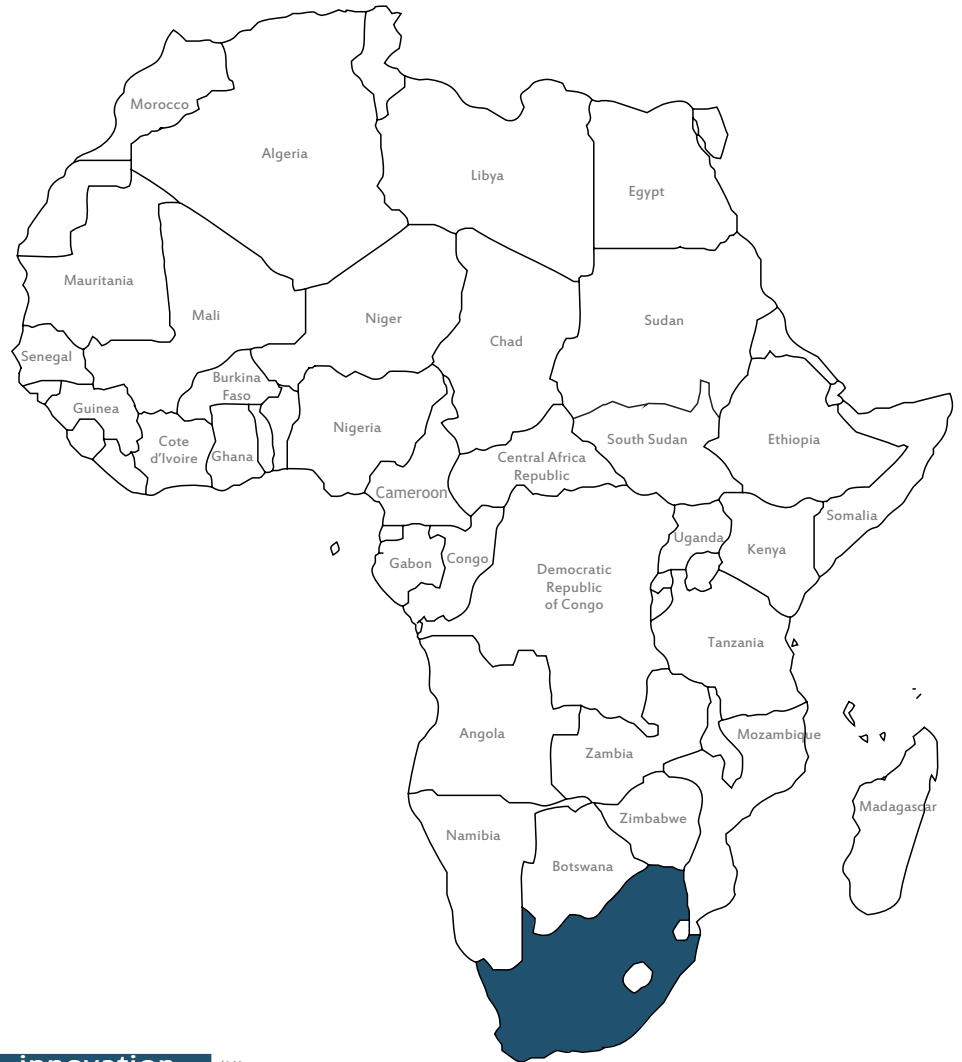 Morocco
Algeria
Libya
Egypt
Mauritania
Mali
Niger
Chad
Sudan
Senegal
Burkina
Faso
Guinea
Cote
d'Ivoire
Ghana
Nigeria
Central Africa
Republic
South Sudan
Ethiopia
Cameroon
Somalia
Uganda
Kenya
Gabon
Congo
Democratic
Republic
of Congo
Tanzania
Angola
Zambia
Mozambique
Madagascar
Namibia
Zimbabwe
Botswana
innovation